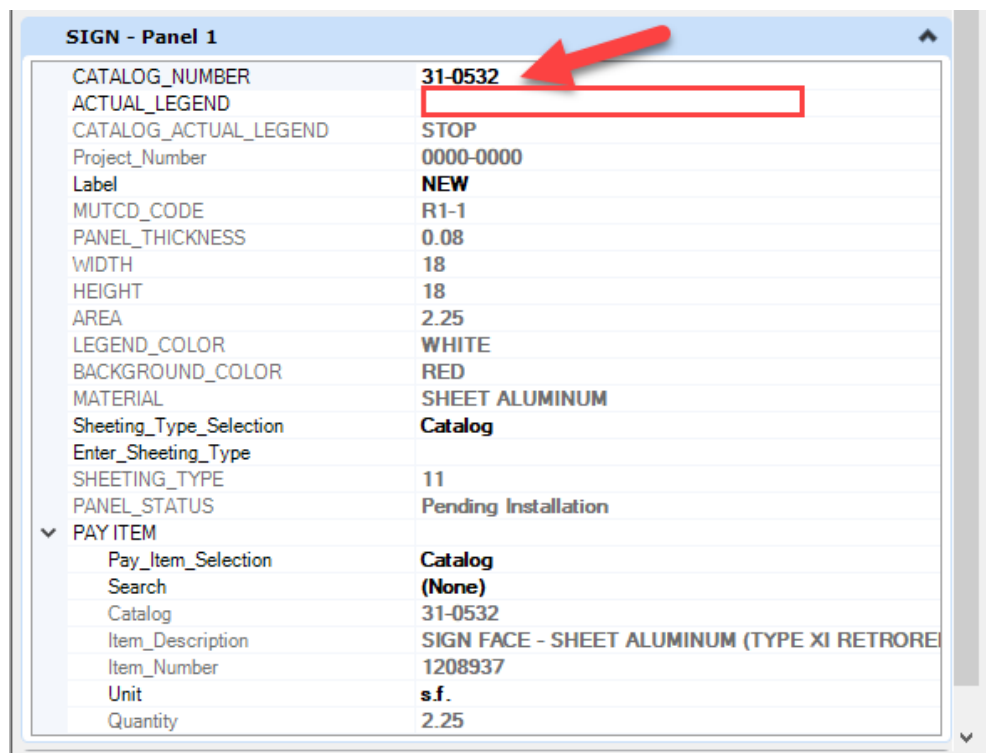 SIGN - Panel 1
CATALOG_NUMBER 31-0532
ACTUAL_LEGEND
CATALOG_ACTUAL_LEGEND STOP
Project_Number 0000-0000
Label NEW
MUTCD_CODE R1-1
PANEL_THICKNESS 0.08
WIDTH 18
HEIGHT 18
AREA 2.25
LEGEND_COLOR WHITE
BACKGROUND_COLOR RED
MATERIAL SHEET ALUMINUM
Sheeting_Type_Selection Catalog
Enter_Sheeting_Type
SHEETING_TYPE 11
PANEL_STATUS Pending Installation
PAY ITEM
Pay_Item_Selection Catalog
Search (None)
Catalog 31-0532
Item_Description SIGN FACE - SHEET ALUMINUM (TYPE XI RETROREI
Item_Number 1208937
Unit s.f.
Quantity 2.25